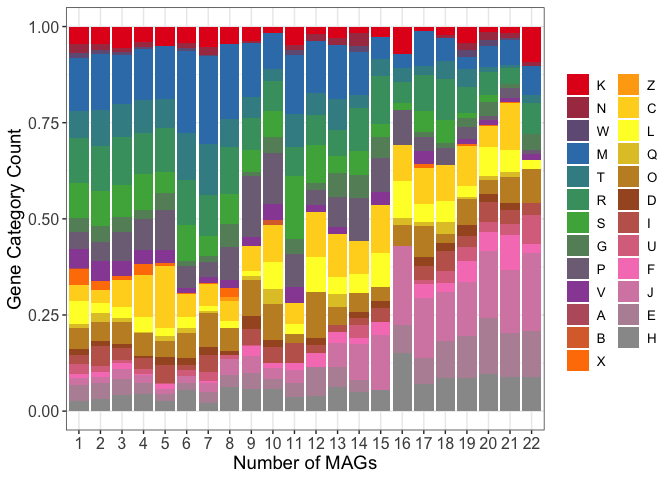 1.00
0.75
0.50
0.25
0.00
Gene Category Count
1 2 3 4 5 6 7 8 9 10 11 12 13 14 15 16 17 18 19 20 21 22
Number of MAGs
K Z
N C
W L
M Q
T O
R D
S I
G U
P F
V J
A E
B H
X